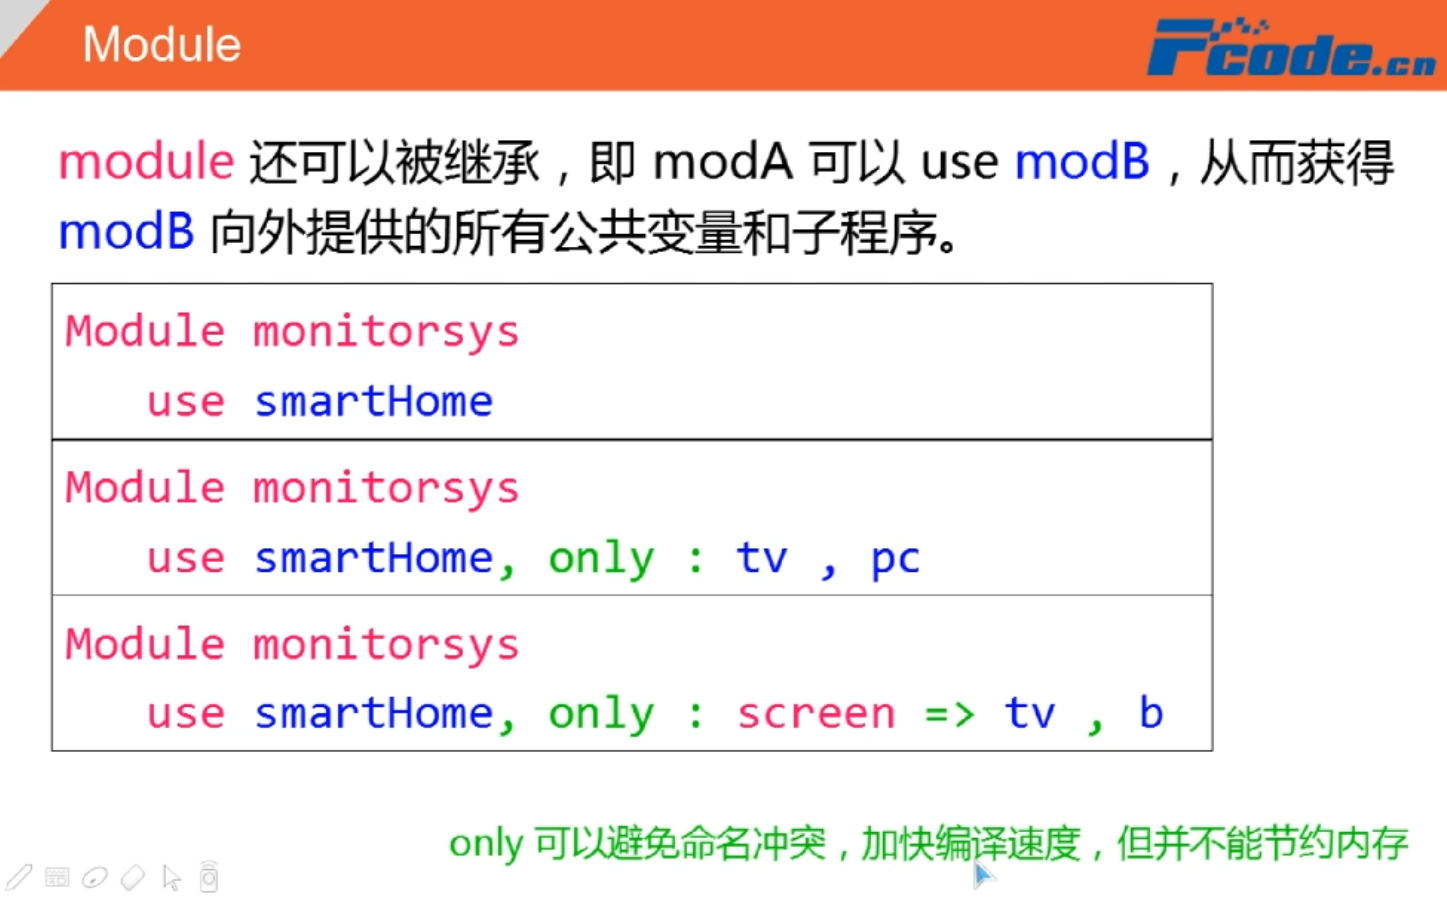 Module
Fcode.cn
module 还可以被继承，即 modA 可以 use modB，从而获得
modB 向外提供的所有公共变量和子程序。
Module monitorsys
use smartHome
Module monitorsys
use smartHome, only : tv , pc
Module monitorsys
use smartHome, only : screen => tv , b
only 可以避免命名冲突，加快编译速度，但并不能节约内存